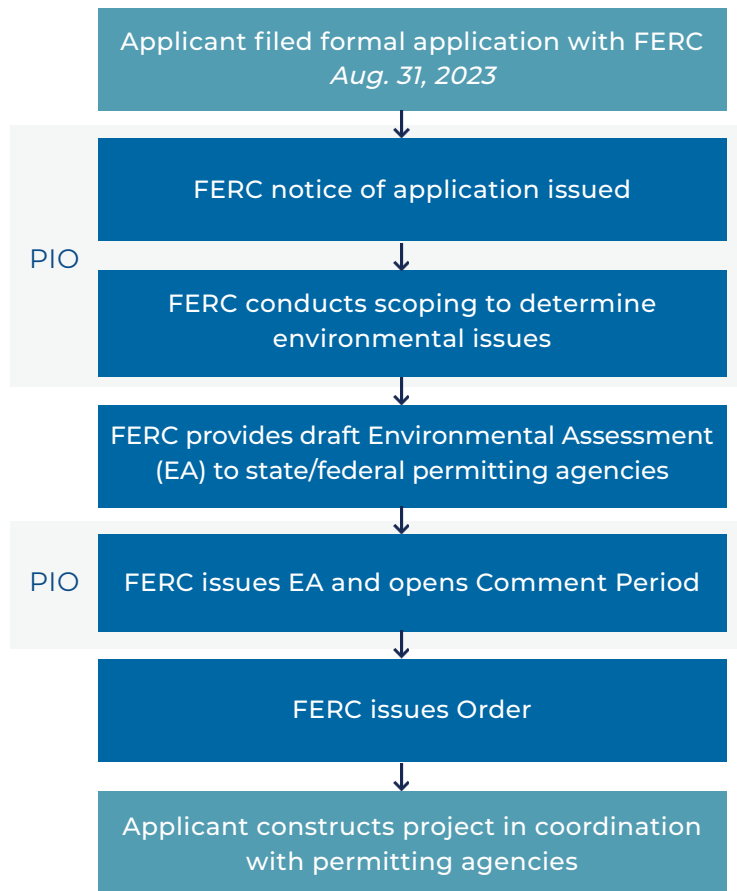 Applicant filed formal application with FERC
Aug. 31, 2023
PIO
FERC notice of application issued
FERC conducts scoping to determine
environmental issues
FERC provides draft Environmental Assessment
(EA) to state/federal permitting agencies
PIO
FERC issues EA and opens Comment Period
FERC issues Order
Applicant constructs project in coordination
with permitting agencies